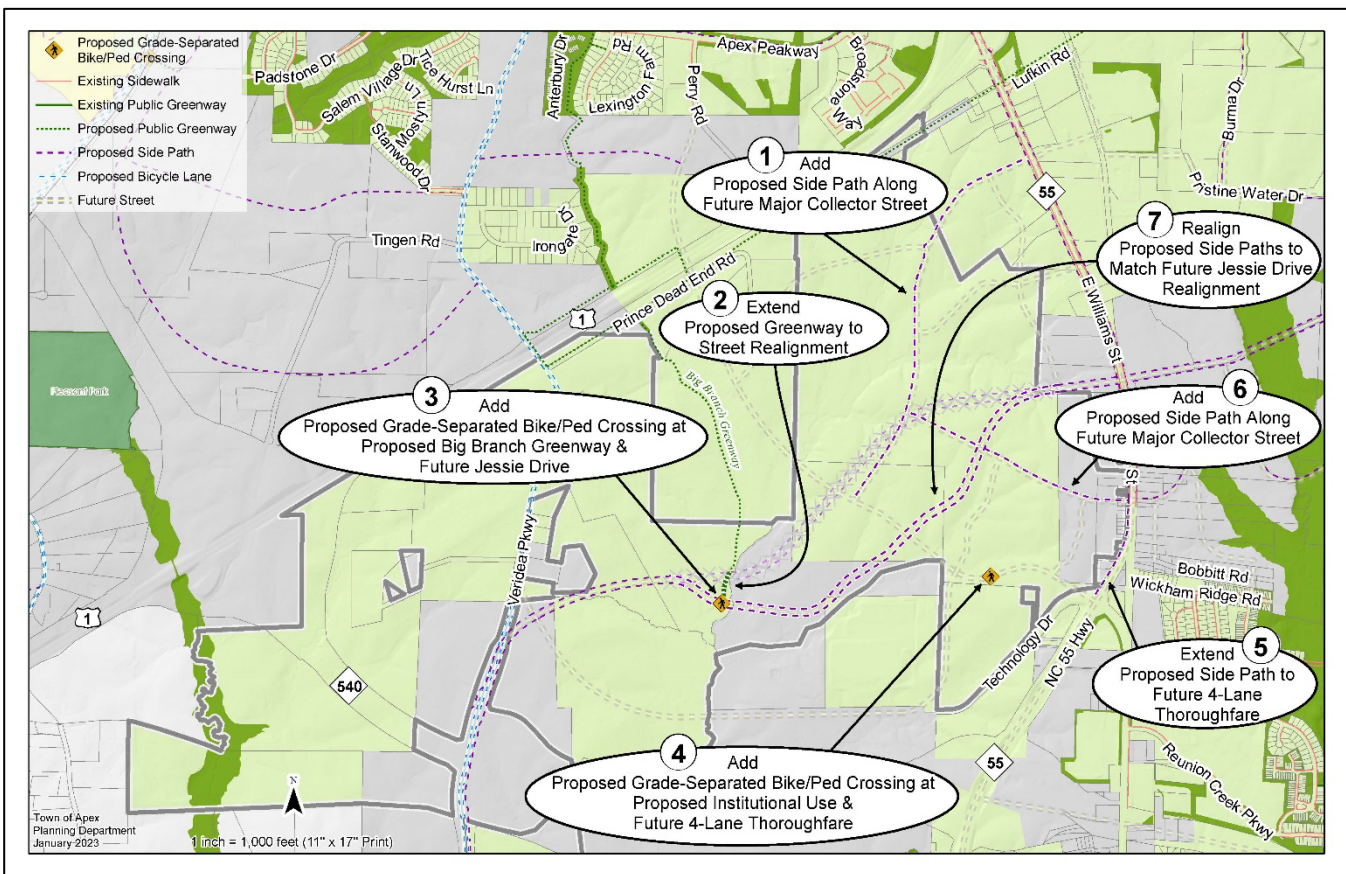 Proposed Grade-Separated
Bike/Ped Crossing
Existing Sidewalk
Existing Public Greenway
Proposed Public Greenway
Proposed Side Path
Proposed Bicycle Lane
Future Street
Padstone Dr
Salem Village Dr
Tice Hurst Ln
Mostyn Ln
Stanwood Dr
Anterbury Dr
Lexington Farm Rd
Apex Peakway
Perry Rd
Broadstone Way
Lufkin Rd
Burma Dr
Pristine Water Dr
Tingen Rd
Irongate Dr
Prince Dead End Rd
1
55
E Williams St
1
Add
Proposed Side Path Along
Future Major Collector Street
2
Extend
Proposed Greenway to
Street Realignment
7
Realign
Proposed Side Paths to
Match Future Jessie Drive
Realignment
Pleasant Park
Big Branch Greenway
3
Add
Proposed Grade-Separated Bike/Ped Crossing at
Proposed Big Branch Greenway &
Future Jessie Drive
6
Add
Proposed Side Path Along
Future Major Collector Street
St
Veridea Pkwy
Bobbitt Rd
Wickham Ridge Rd
Technology Dr
NC 55 Hwy
1
540
5
Extend
Proposed Side Path to
Future 4-Lane
Thoroughfare
4
Add
Proposed Grade-Separated Bike/Ped Crossing at
Proposed Institutional Use &
Future 4-Lane Thoroughfare
55
Reunion Creek Pkwy
N
Town of Apex
Planning Department
January 2023
1 inch = 1,000 feet (11" x 17" Print)